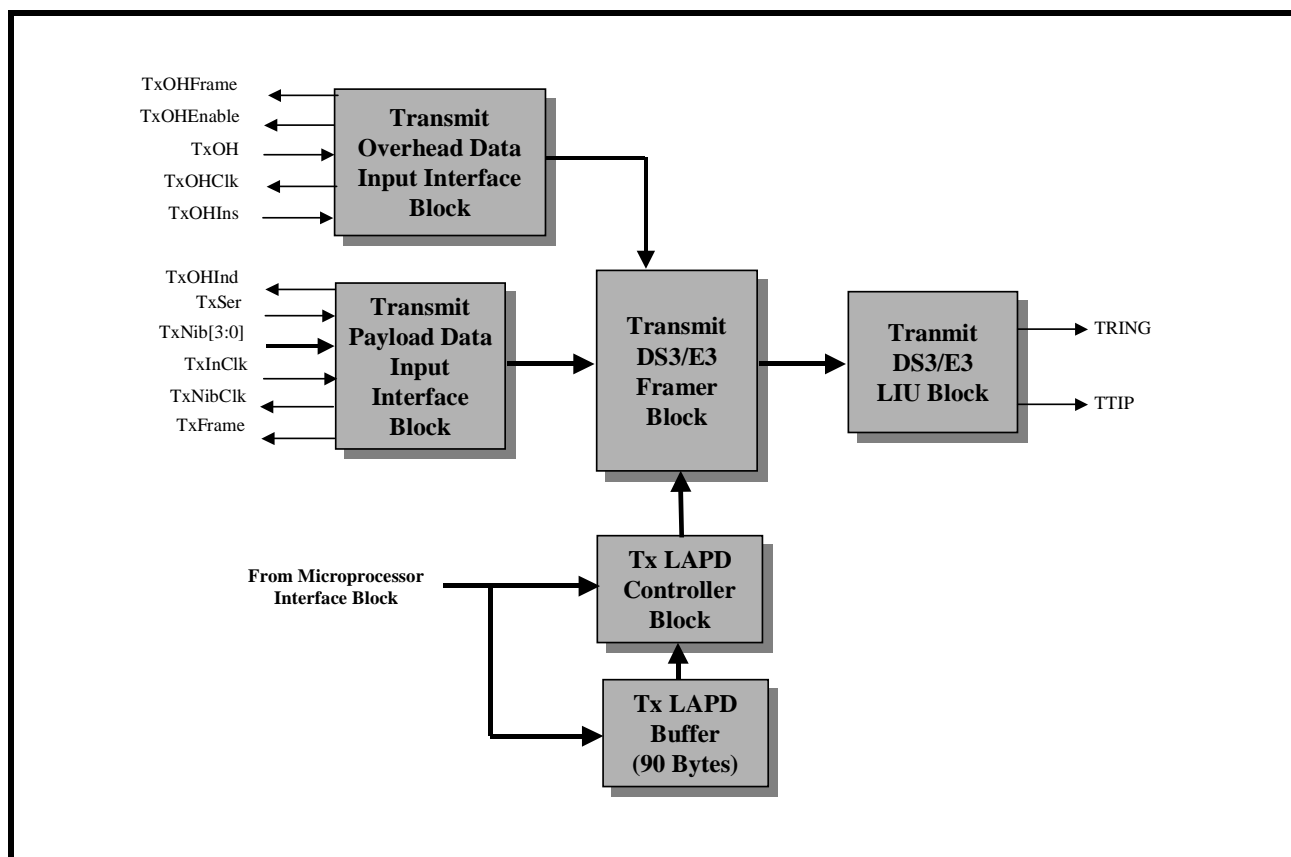 TxOHFrame
TxOHEnable
TxOH
TxOHClk
TxOHIns
Transmit
Overhead Data
Input Interface
Block
TxOHInd
TxSer
TxNib[3:0]
TxInClk
TxNibClk
TxFrame
Transmit
Payload Data
Input
Interface
Block
Transmit
DS3/E3
Framer
Block
Tranmit
DS3/E3
LIU Block
TRING
TTIP
From Microprocessor
Interface Block
Tx LAPD
Controller
Block
Tx LAPD
Buffer
(90 Bytes)